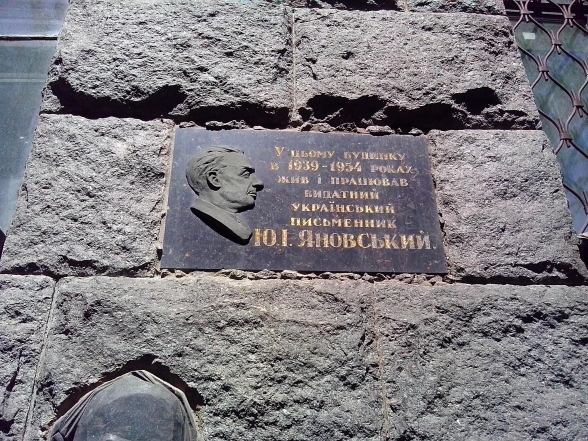 У цьому будинку
в 1939-1954 роках
жив і працював
видатний
український
письменник
Ю.І. Яновський.